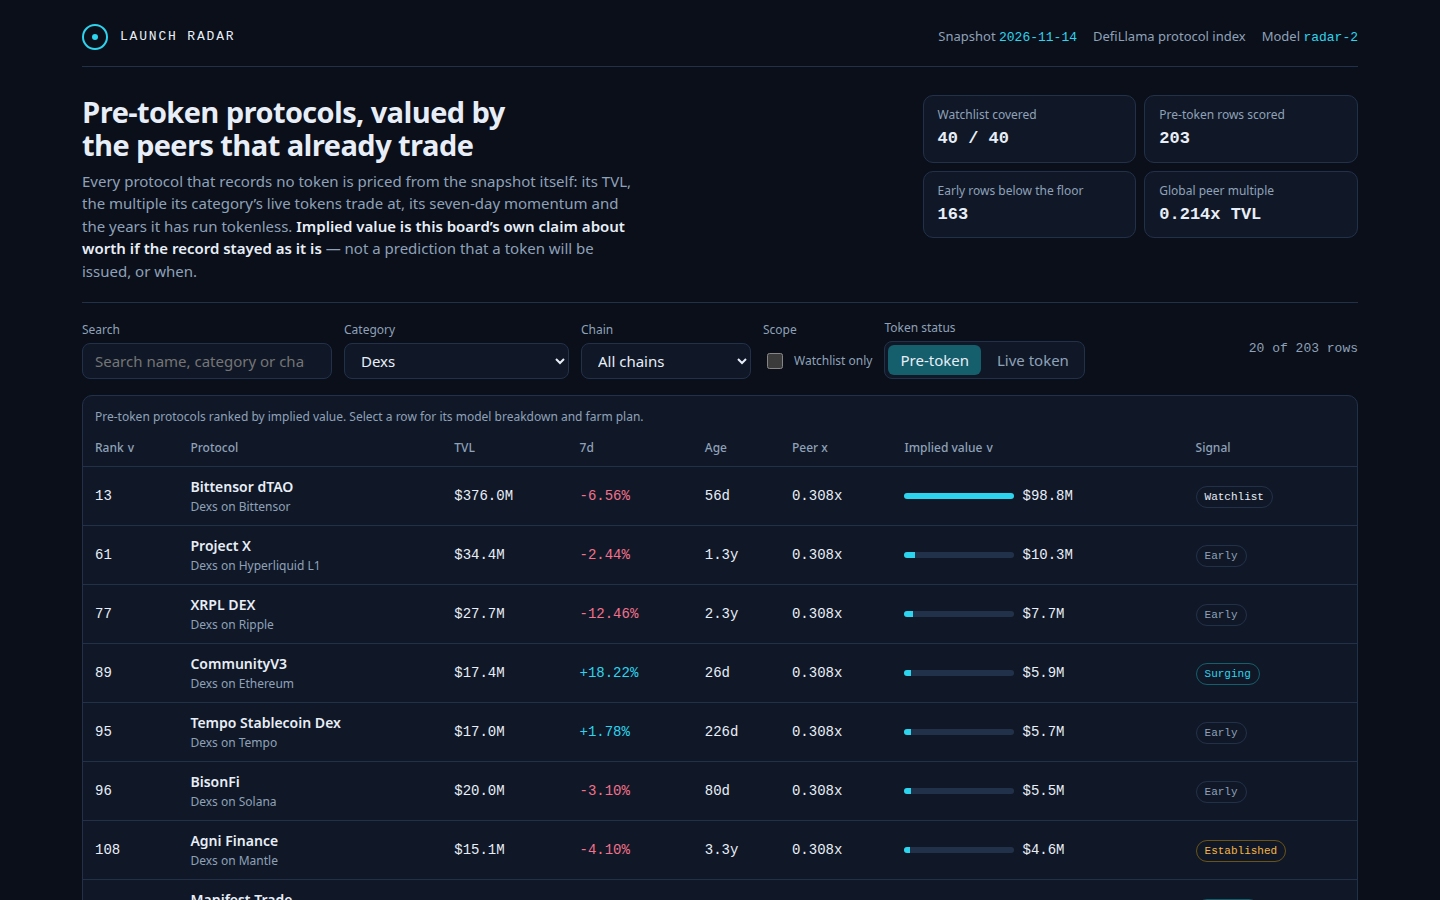 LAUNCH RADAR
Snapshot 2026-11-14 DefiLlama protocol index Model radar-2
Pre-token protocols, valued by
the peers that already trade
Every protocol that records no token is priced from the snapshot itself: its TVL,
the multiple its category’s live tokens trade at, its seven-day momentum and
the years it has run tokenless. Implied value is this board’s own claim about
worth if the record stayed as it is — not a prediction that a token will be
issued, or when.
Watchlist covered
40 / 40
Pre-token rows scored
203
Early rows below the floor
163
Global peer multiple
0.214x TVL
Search
Search name, category or cha
Category
Dexs
Chain
All chains
Scope
Watchlist only
Token status
Pre-token Live token
20 of 203 rows
Pre-token protocols ranked by implied value. Select a row for its model breakdown and farm plan.
Rank v Protocol TVL 7d Age Peer x Implied value v Signal
13 Bittensor dTAO $376.0M -6.56% 56d 0.308x $98.8M Watchlist
Dexs on Bittensor
61 Project X $34.4M -2.44% 1.3y 0.308x $10.3M Early
Dexs on Hyperliquid L1
77 XRPL DEX $27.7M -12.46% 2.3y 0.308x $7.7M Early
Dexs on Ripple
89 CommunityV3 $17.4M +18.22% 26d 0.308x $5.9M Surging
Dexs on Ethereum
95 Tempo Stablecoin Dex $17.0M +1.78% 226d 0.308x $5.7M Early
Dexs on Tempo
96 BisonFi $20.0M -3.10% 80d 0.308x $5.5M Early
Dexs on Solana
108 Agni Finance $15.1M -4.10% 3.3y 0.308x $4.6M Established
Dexs on Mantle
Manifest Trade